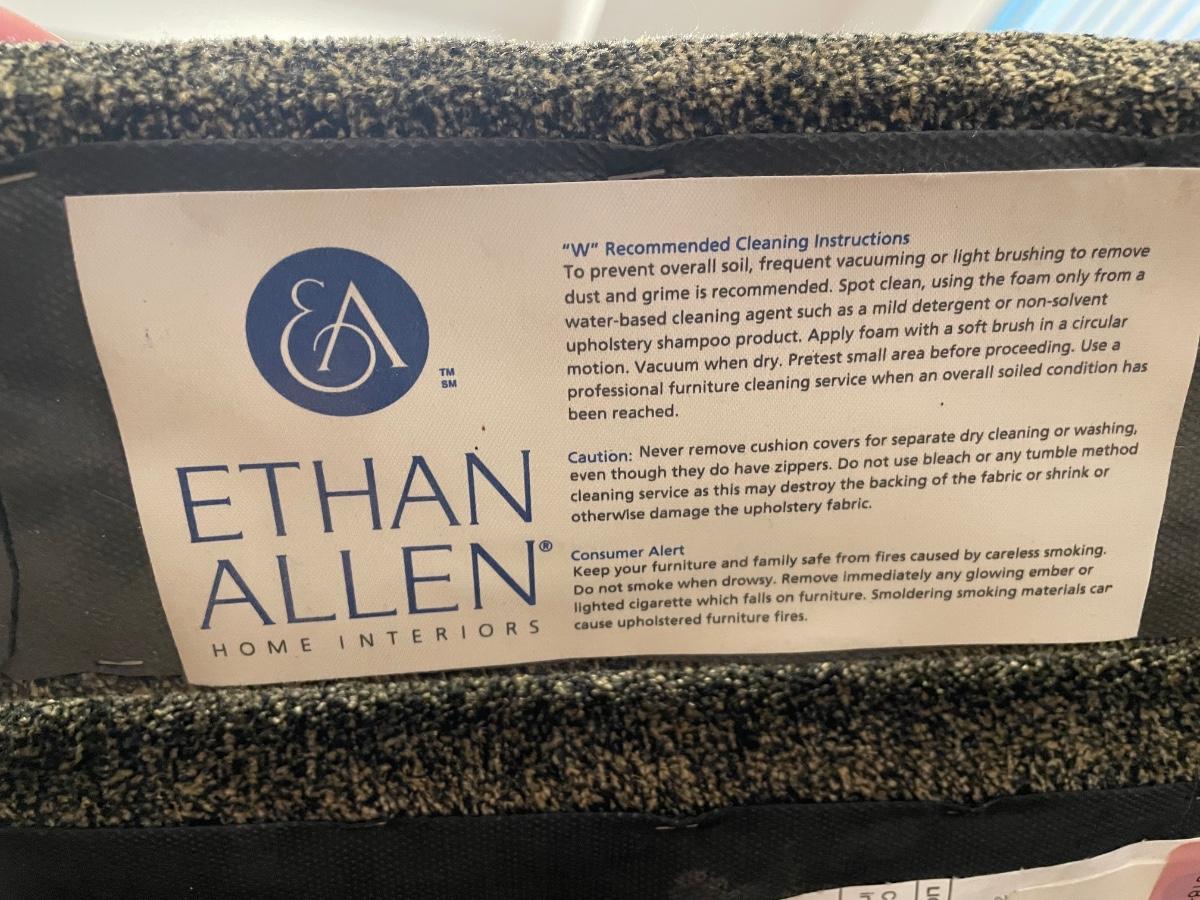 EA
TM
SM
ETHAN
ALLEN®
HOME INTERIORS
“W” Recommended Cleaning Instructions
To prevent overall soil, frequent vacuuming or light brushing to remove
dust and grime is recommended. Spot clean, using the foam only from a
water-based cleaning agent such as a mild detergent or non-solvent
upholstery shampoo product. Apply foam with a soft brush in a circular
motion. Vacuum when dry. Pretest small area before proceeding. Use a
professional furniture cleaning service when an overall soiled condition has
been reached.
Caution: Never remove cushion covers for separate dry cleaning or washing,
even though they do have zippers. Do not use bleach or any tumble method
cleaning service as this may destroy the backing of the fabric or shrink or
otherwise damage the upholstery fabric.
Consumer Alert
Keep your furniture and family safe from fires caused by careless smoking.
Do not smoke when drowsy. Remove immediately any glowing ember or
lighted cigarette which falls on furniture. Smoldering smoking materials car
cause upholstered furniture fires.